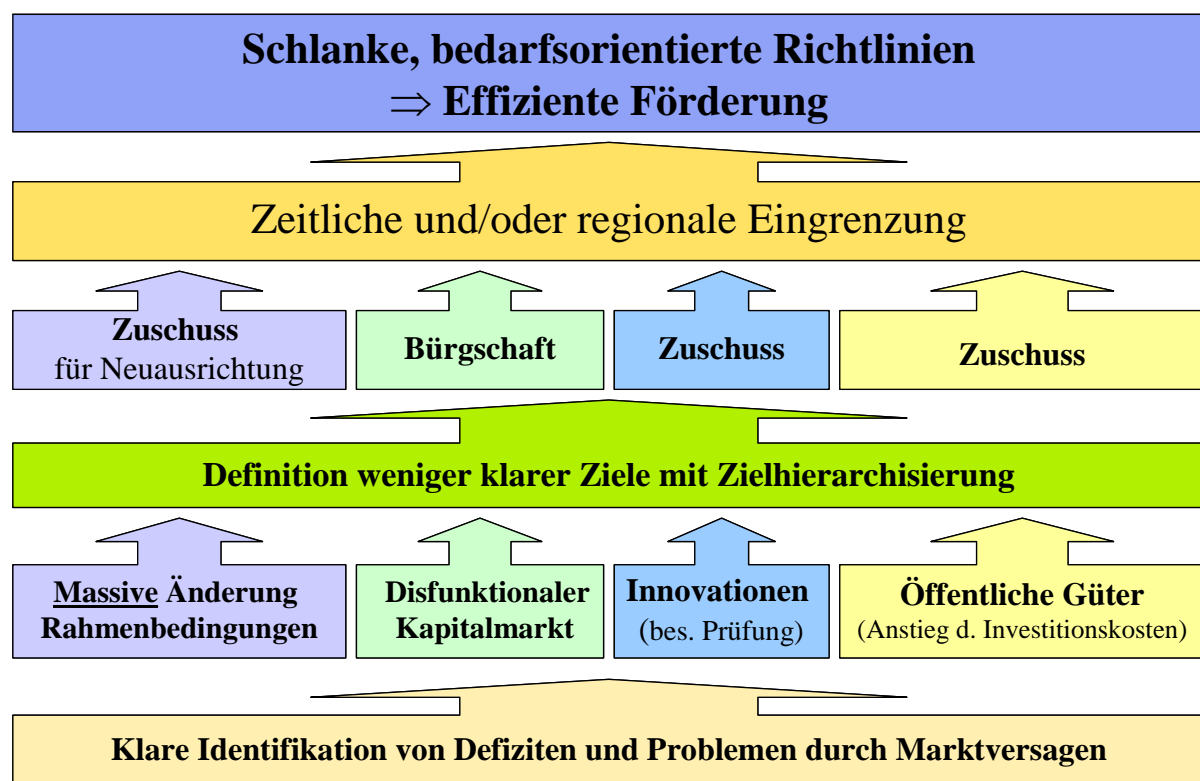 Schlanke, bedarfsorientierte Richtlinien
⇒ Effiziente Förderung
Zeitliche und/oder regionale Eingrenzung
Zuschuss
für Neuausrichtung
Bürgschaft
Zuschuss
Zuschuss
Definition weniger klarer Ziele mit Zielhierarchisierung
Massive Änderung
Rahmenbedingungen
Disfunktionaler
Kapitalmarkt
Innovationen
(bes. Prüfung)
Öffentliche Güter
(Anstieg d. Investitionskosten)
Klare Identifikation von Defiziten und Problemen durch Marktversagen